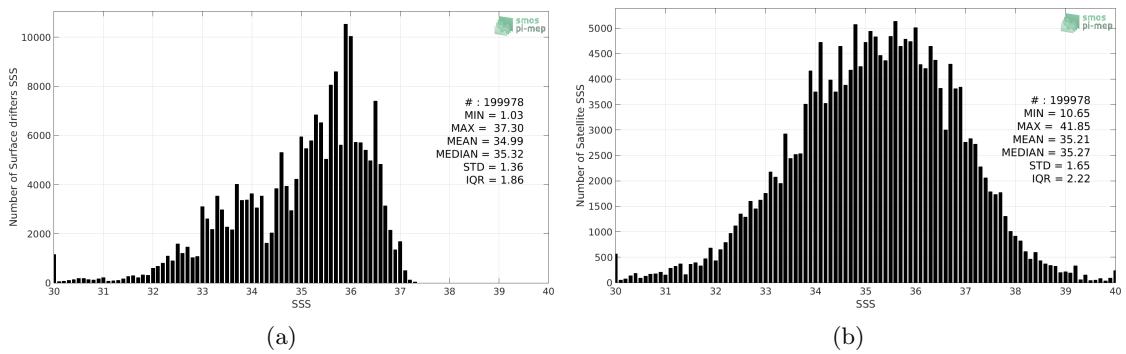 smos
pi-mep
Number of Surface drifters SSS
10000
8000
6000
4000
2000
0
# : 199978
MIN = 1.03
MAX = 37.30
MEAN = 34.99
MEDIAN = 35.32
STD = 1.36
IQR = 1.86
30 31 32 33 34 35 36 37 38 39 40
SSS
(a)
smos
pi-mep
Number of Satellite SSS
5000
4500
4000
3500
3000
2500
2000
1500
1000
500
0
# : 199978
MIN = 10.65
MAX = 41.85
MEAN = 35.21
MEDIAN = 35.27
STD = 1.65
IQR = 2.22
30 31 32 33 34 35 36 37 38 39 40
SSS
(b)